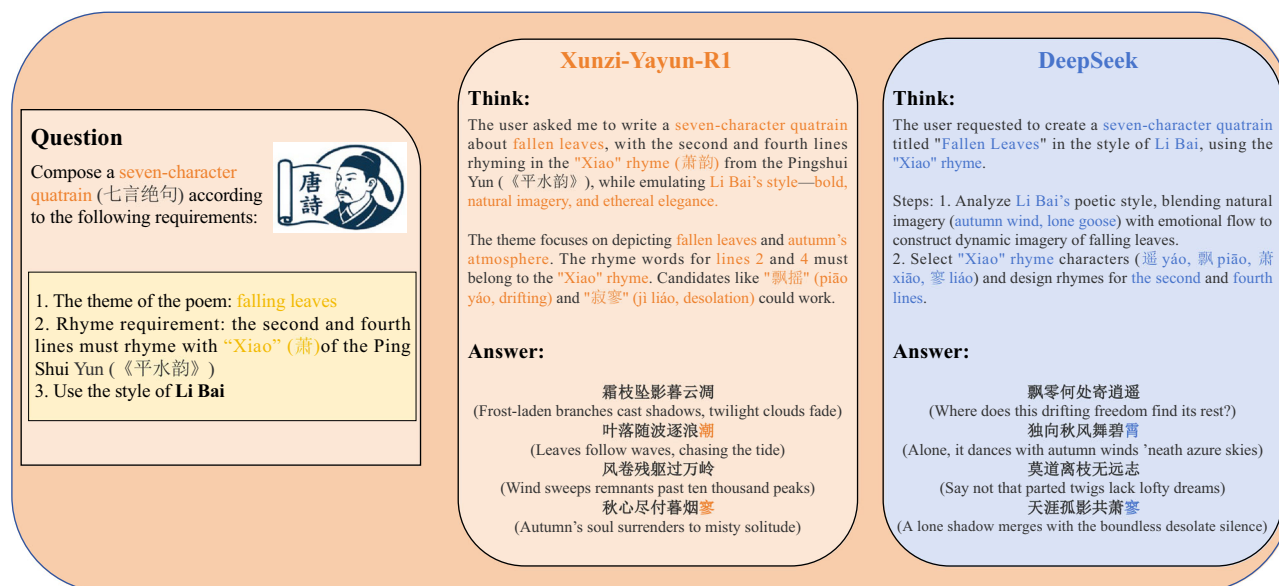 Question
Compose a seven-character
quatrain (七言绝句) according
to the following requirements:
唐
詩
1. The theme of the poem: falling leaves
2. Rhyme requirement: the second and fourth
lines must rhyme with “Xiao” (萧)of the Ping
Shui Yun (《平水韵》)
3. Use the style of Li Bai
Xunzi-Yayun-R1
Think:
The user asked me to write a seven-character quatrain
about fallen leaves, with the second and fourth lines
rhyming in the "Xiao" rhyme (萧韵) from the Pingshui
Yun (《平水韵》), while emulating Li Bai's style—bold,
natural imagery, and ethereal elegance.
The theme focuses on depicting fallen leaves and autumn's
atmosphere. The rhyme words for lines 2 and 4 must
belong to the "Xiao" rhyme. Candidates like "飘摇" (piāo
yáo, drifting) and "寂寥" (jì liáo, desolation) could work.
Answer:
霜枝坠影暮云凋
(Frost-laden branches cast shadows, twilight clouds fade)
叶落随波逐浪潮
(Leaves follow waves, chasing the tide)
风卷残躯过万岭
(Wind sweeps remnants past ten thousand peaks)
秋心尽付暮烟寥
(Autumn's soul surrenders to misty solitude)
DeepSeek
Think:
The user requested to create a seven-character quatrain
titled "Fallen Leaves" in the style of Li Bai, using the
"Xiao" rhyme.
Steps: 1. Analyze Li Bai's poetic style, blending natural
imagery (autumn wind, lone goose) with emotional flow to
construct dynamic imagery of falling leaves.
2. Select "Xiao" rhyme characters (遥 yáo, 飘 piāo, 萧
xiāo, 寥 liáo) and design rhymes for the second and fourth
lines.
Answer:
飘零何处寄逍遥
(Where does this drifting freedom find its rest?)
独向秋风舞碧霄
(Alone, it dances with autumn winds ’neath azure skies)
莫道离枝无远志
(Say not that parted twigs lack lofty dreams)
天涯孤影共萧寥
(A lone shadow merges with the boundless desolate silence)